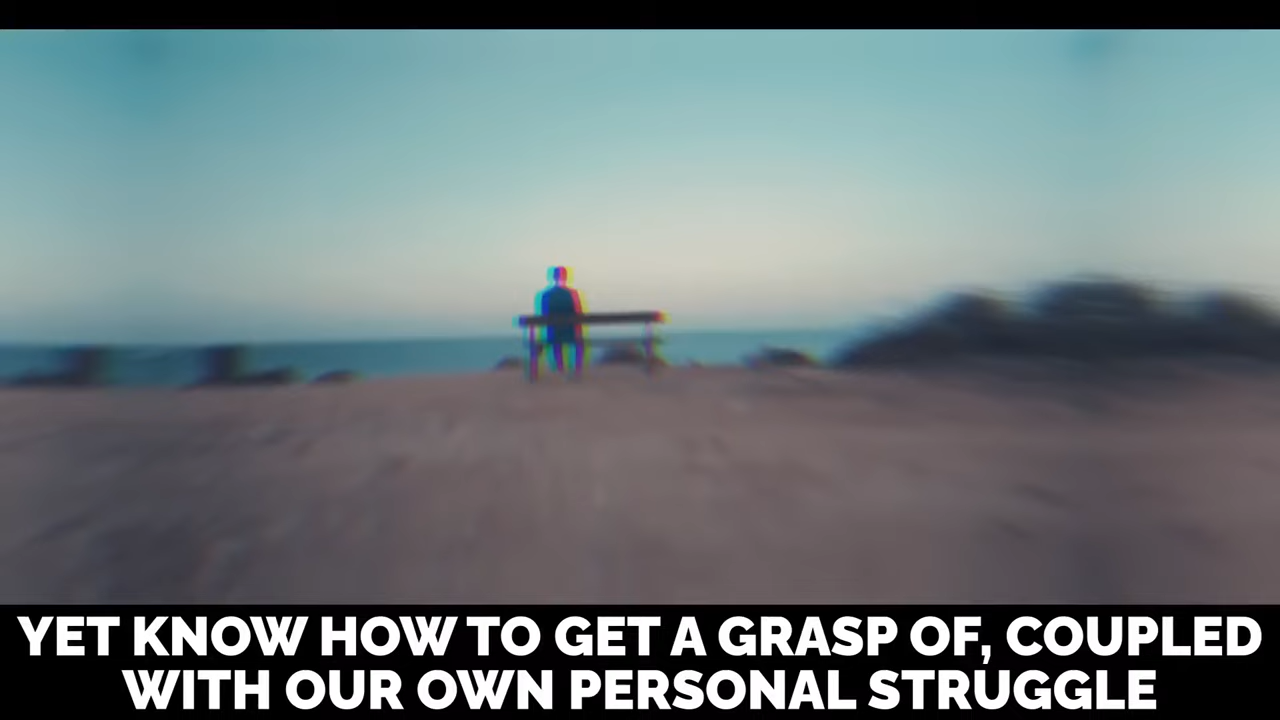 YET KNOW HOW TO GET A GRASP OF, COUPLED
WITH OUR OWN PERSONAL STRUGGLE